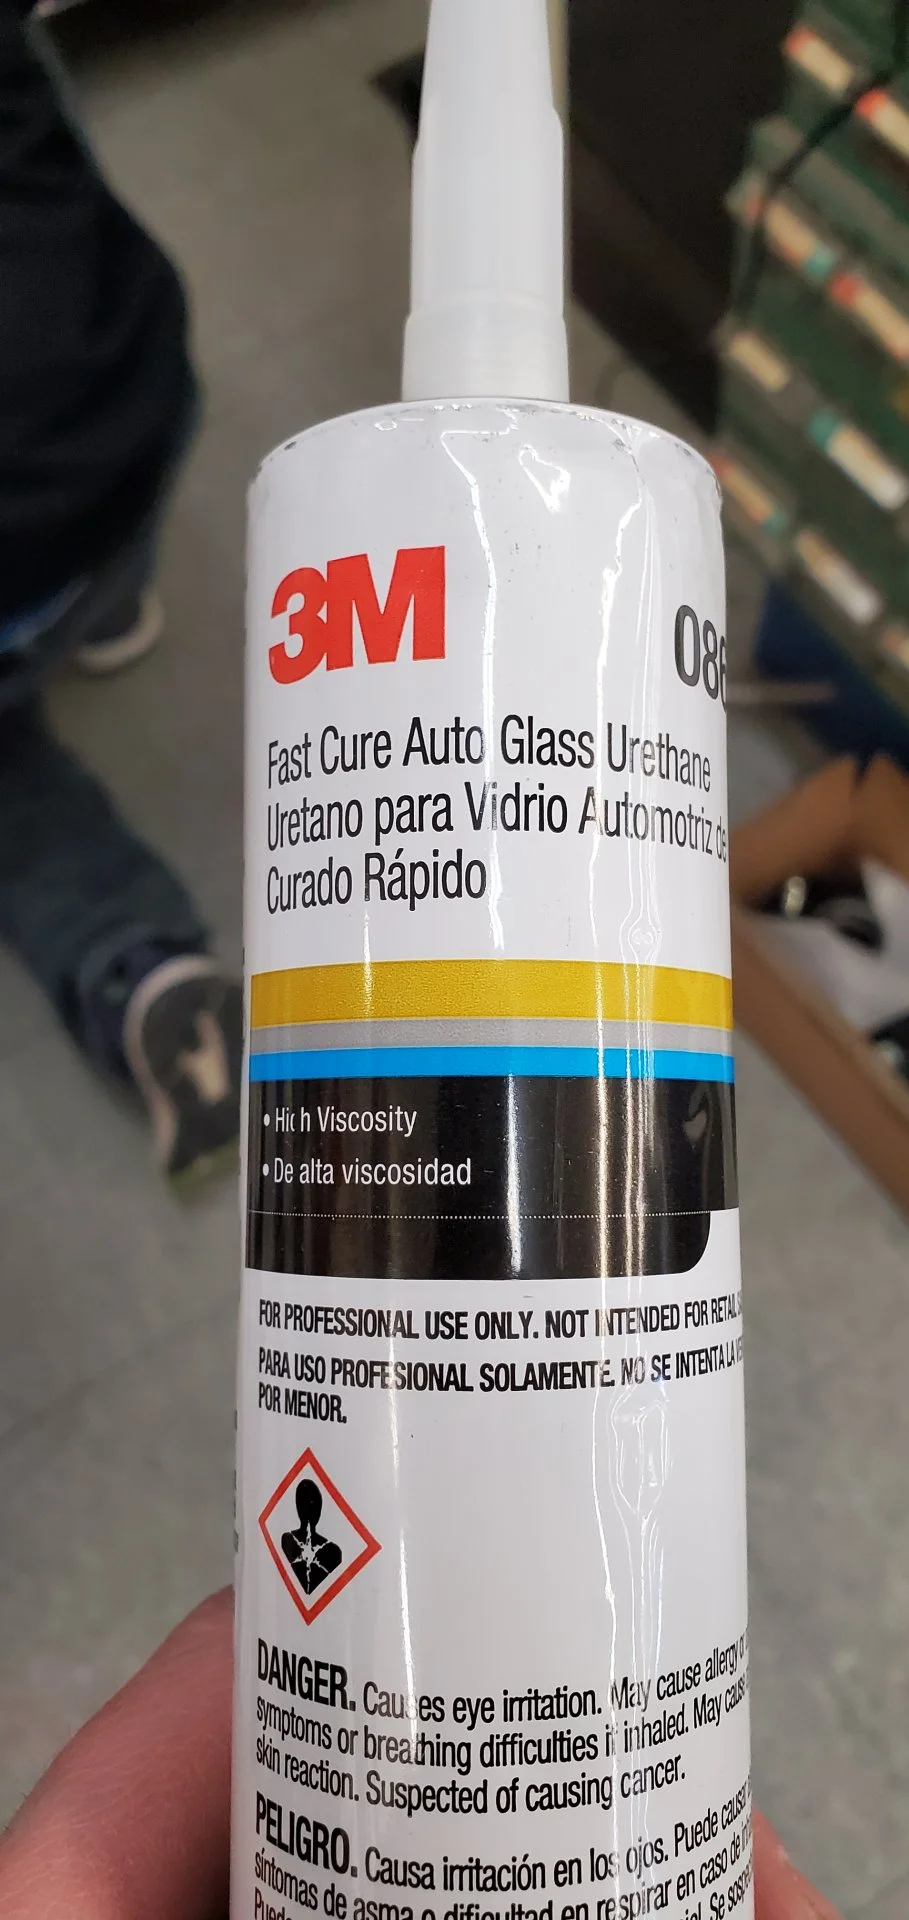 3M
Fast Cure Auto Glass Urethane
Uretano para Vidrio Automotriz de
Curado Rápido
• High Viscosity
• De alta viscosidad
FOR PROFESSIONAL USE ONLY. NOT INTENDED FOR RETAIL
PARA USO PROFESIONAL SOLAMENTE. NO SE INTENTA LA
POR MENOR.
DANGER. Causes eye irritation. May cause allergy or
symptoms or breathing difficulties if inhaled. May cause
skin reaction. Suspected of causing cancer.
PELIGRO. Causa irritación en los ojos. Puede causar
síntomas de asma o dificultad en respirar en caso de
Se